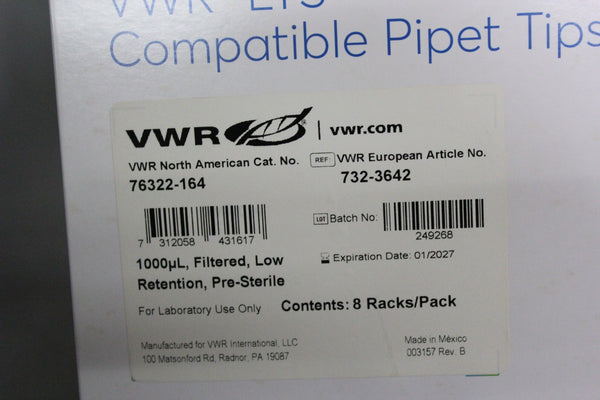 VWR® LTS
Compatible Pipet Tips
VWR ® | vwr.com
VWR North American Cat. No.
76322-164
REF: VWR European Article No.
732-3642
7 312058 431617
LOT Batch No:
249268
1000µL, Filtered, Low
Retention, Pre-Sterile
Expiration Date: 01/2027
For Laboratory Use Only
Contents: 8 Racks/Pack
Manufactured for VWR International, LLC
100 Matsonford Rd, Radnor, PA 19087
Made in México
003157 Rev. B